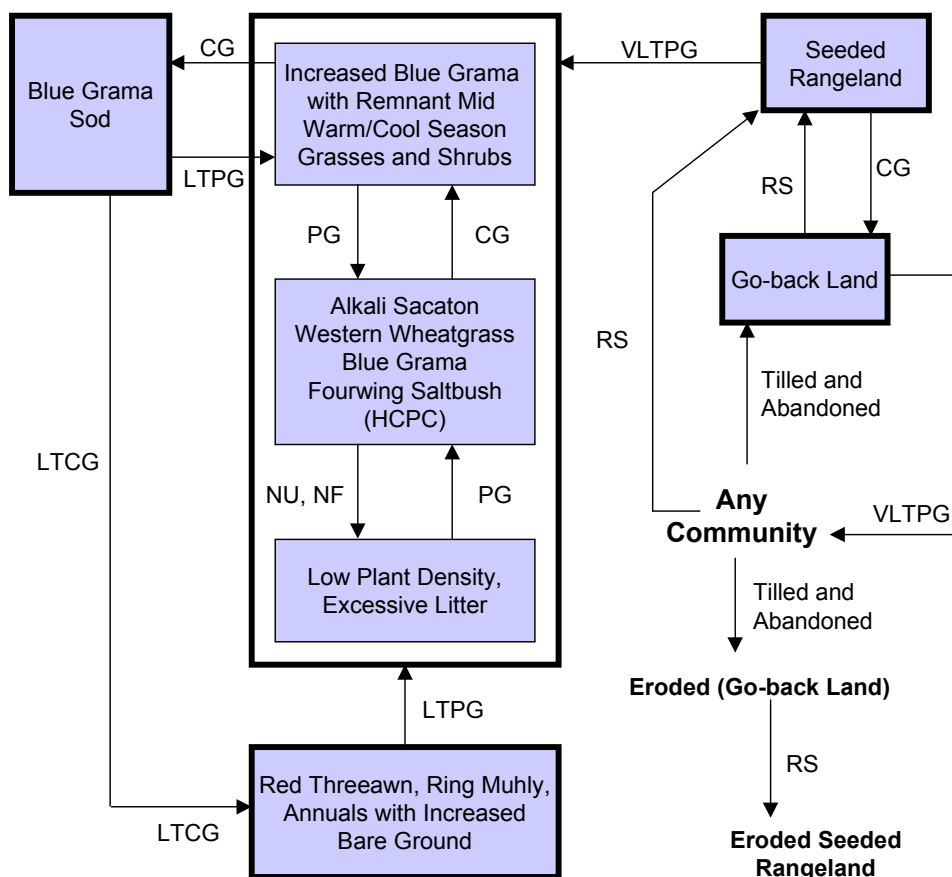 CG
VLTPG
Blue Grama
Sod
Increased Blue Grama
with Remnant Mid
Warm/Cool Season
Grasses and Shrubs
Seeded
Rangeland
LTPG
RS
CG
PG
CG
Go-back Land
Alkali Sacaton
Western Wheatgrass
Blue Grama
Fourwing Saltbush
(HCPC)
RS
Tilled and
Abandoned
LTCG
NU, NF
PG
Any
Community
VLTPG
Low Plant Density,
Excessive Litter
Tilled and
Abandoned
Eroded (Go-back Land)
LTPG
RS
Red Threeawn, Ring Muhly,
Annuals with Increased
Bare Ground
LTCG
Eroded Seeded
Rangeland